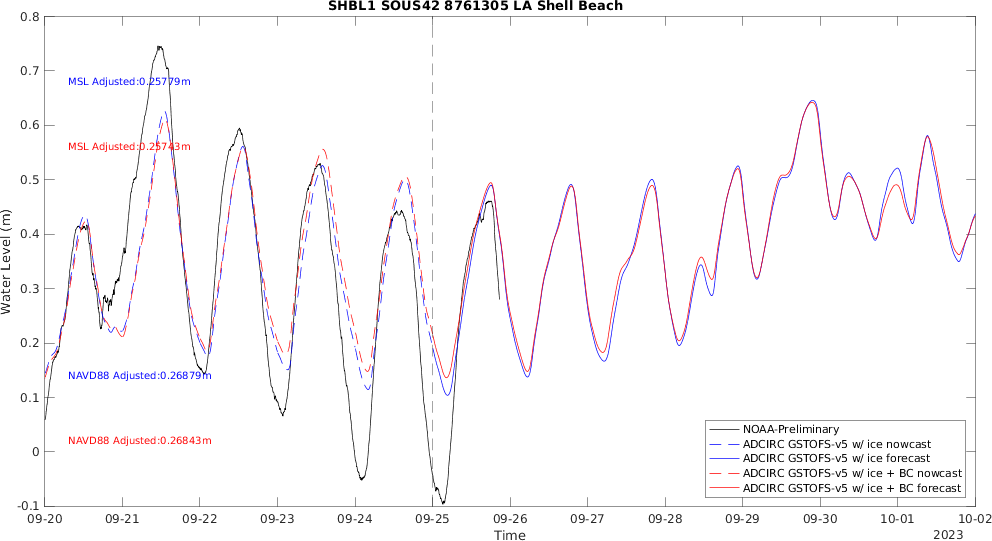 SHBL1 SOUS42 8761305 LA Shell Beach
0.8
0.7
0.6
0.5
0.4
0.3
0.2
0.1
0
-0.1
Water Level (m)
MSL Adjusted:0.25779m
MSL Adjusted:0.25743m
NAVD88 Adjusted:0.26879m
NAVD88 Adjusted:0.26843m
NOAA-Preliminary
ADCIRC GSTOFS-v5 w/ ice nowcast
ADCIRC GSTOFS-v5 w/ ice forecast
ADCIRC GSTOFS-v5 w/ ice + BC nowcast
ADCIRC GSTOFS-v5 w/ ice + BC forecast
09-20 09-21 09-22 09-23 09-24 09-25 09-26 09-27 09-28 09-29 09-30 10-01 10-02
Time
2023